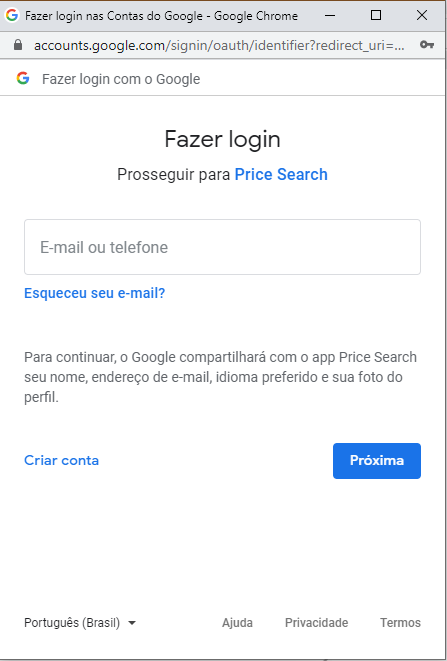 Fazer login nas Contas do Google - Google Chrome
accounts.google.com/signin/oauth/identifier?redirect_uri=...
Fazer login com o Google
Fazer login
Prosseguir para Price Search
E-mail ou telefone
Esqueceu seu e-mail?
Para continuar, o Google compartilhará com o app Price Search
seu nome, endereço de e-mail, idioma preferido e sua foto do
perfil.
Criar conta
Próxima
Português (Brasil)
Ajuda
Privacidade
Termos